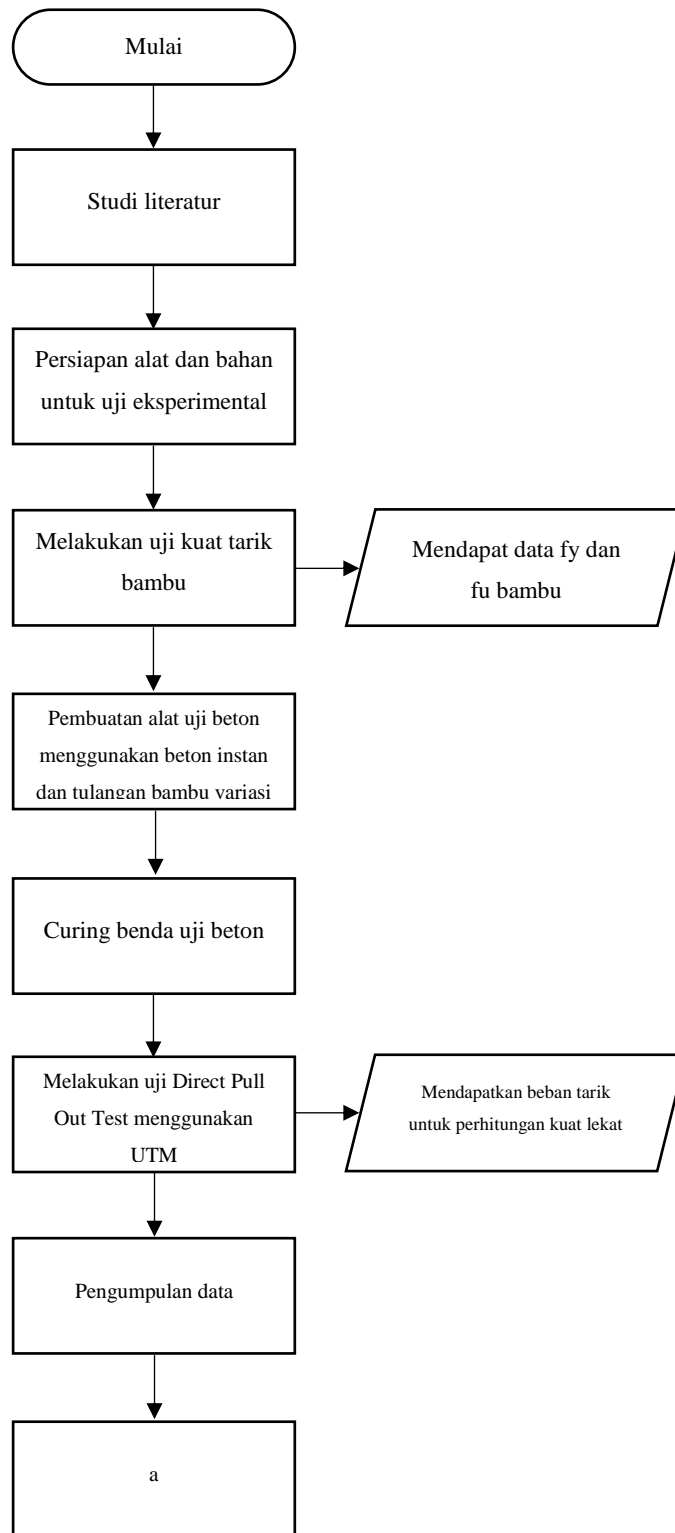 Mulai
Studi literatur
Persiapan alat dan bahan
untuk uji eksperimental
Melakukan uji kuat tarik
bambu
Mendapat data fy dan
fu bambu
Pembuatan alat uji beton
menggunakan beton instan
dan tulangan bambu variasi
Curing benda uji beton
Melakukan uji Direct Pull
Out Test menggunakan
UTM
Mendapatkan beban tarik
untuk perhitungan kuat lekat
Pengumpulan data
a